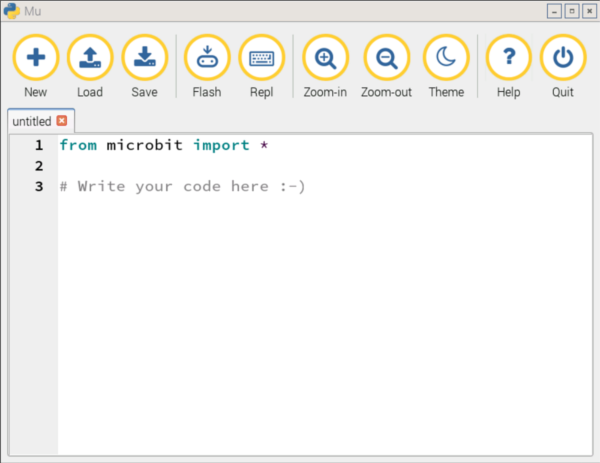 Mu
New Load Save Flash Repl Zoom-in Zoom-out Theme Help Quit
untitled
1 from microbit import *
2
3 # Write your code here :-)